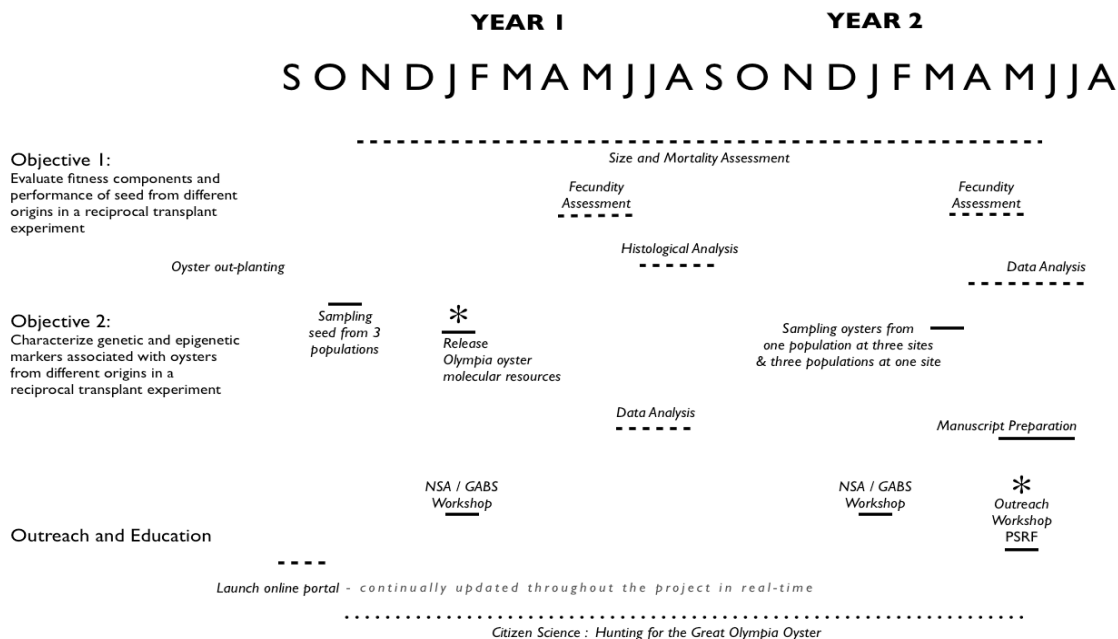 YEAR 1 YEAR 2
S O N D J F M A M J J A S O N D J F M A M J J A
Objective 1:
Evaluate fitness components and
performance of seed from different
origins in a reciprocal transplant
experiment
Size and Mortality Assessment
Fecundity
Assessment
Fecundity
Assessment
Histological Analysis
Oyster out-planting
Data Analysis
Objective 2:
Characterize genetic and epigenetic
markers associated with oysters
from different origins in a
reciprocal transplant experiment
Sampling
seed from 3
populations
*
Release
Olympia oyster
molecular resources
Sampling oysters from
one population at three sites
& three populations at one site
Data Analysis
Manuscript Preparation
NSA / GABS
Workshop
NSA / GABS
Workshop
*
Outreach
Workshop
PSRF
Outreach and Education
Launch online portal - continually updated throughout the project in real-time
Citizen Science : Hunting for the Great Olympia Oyster